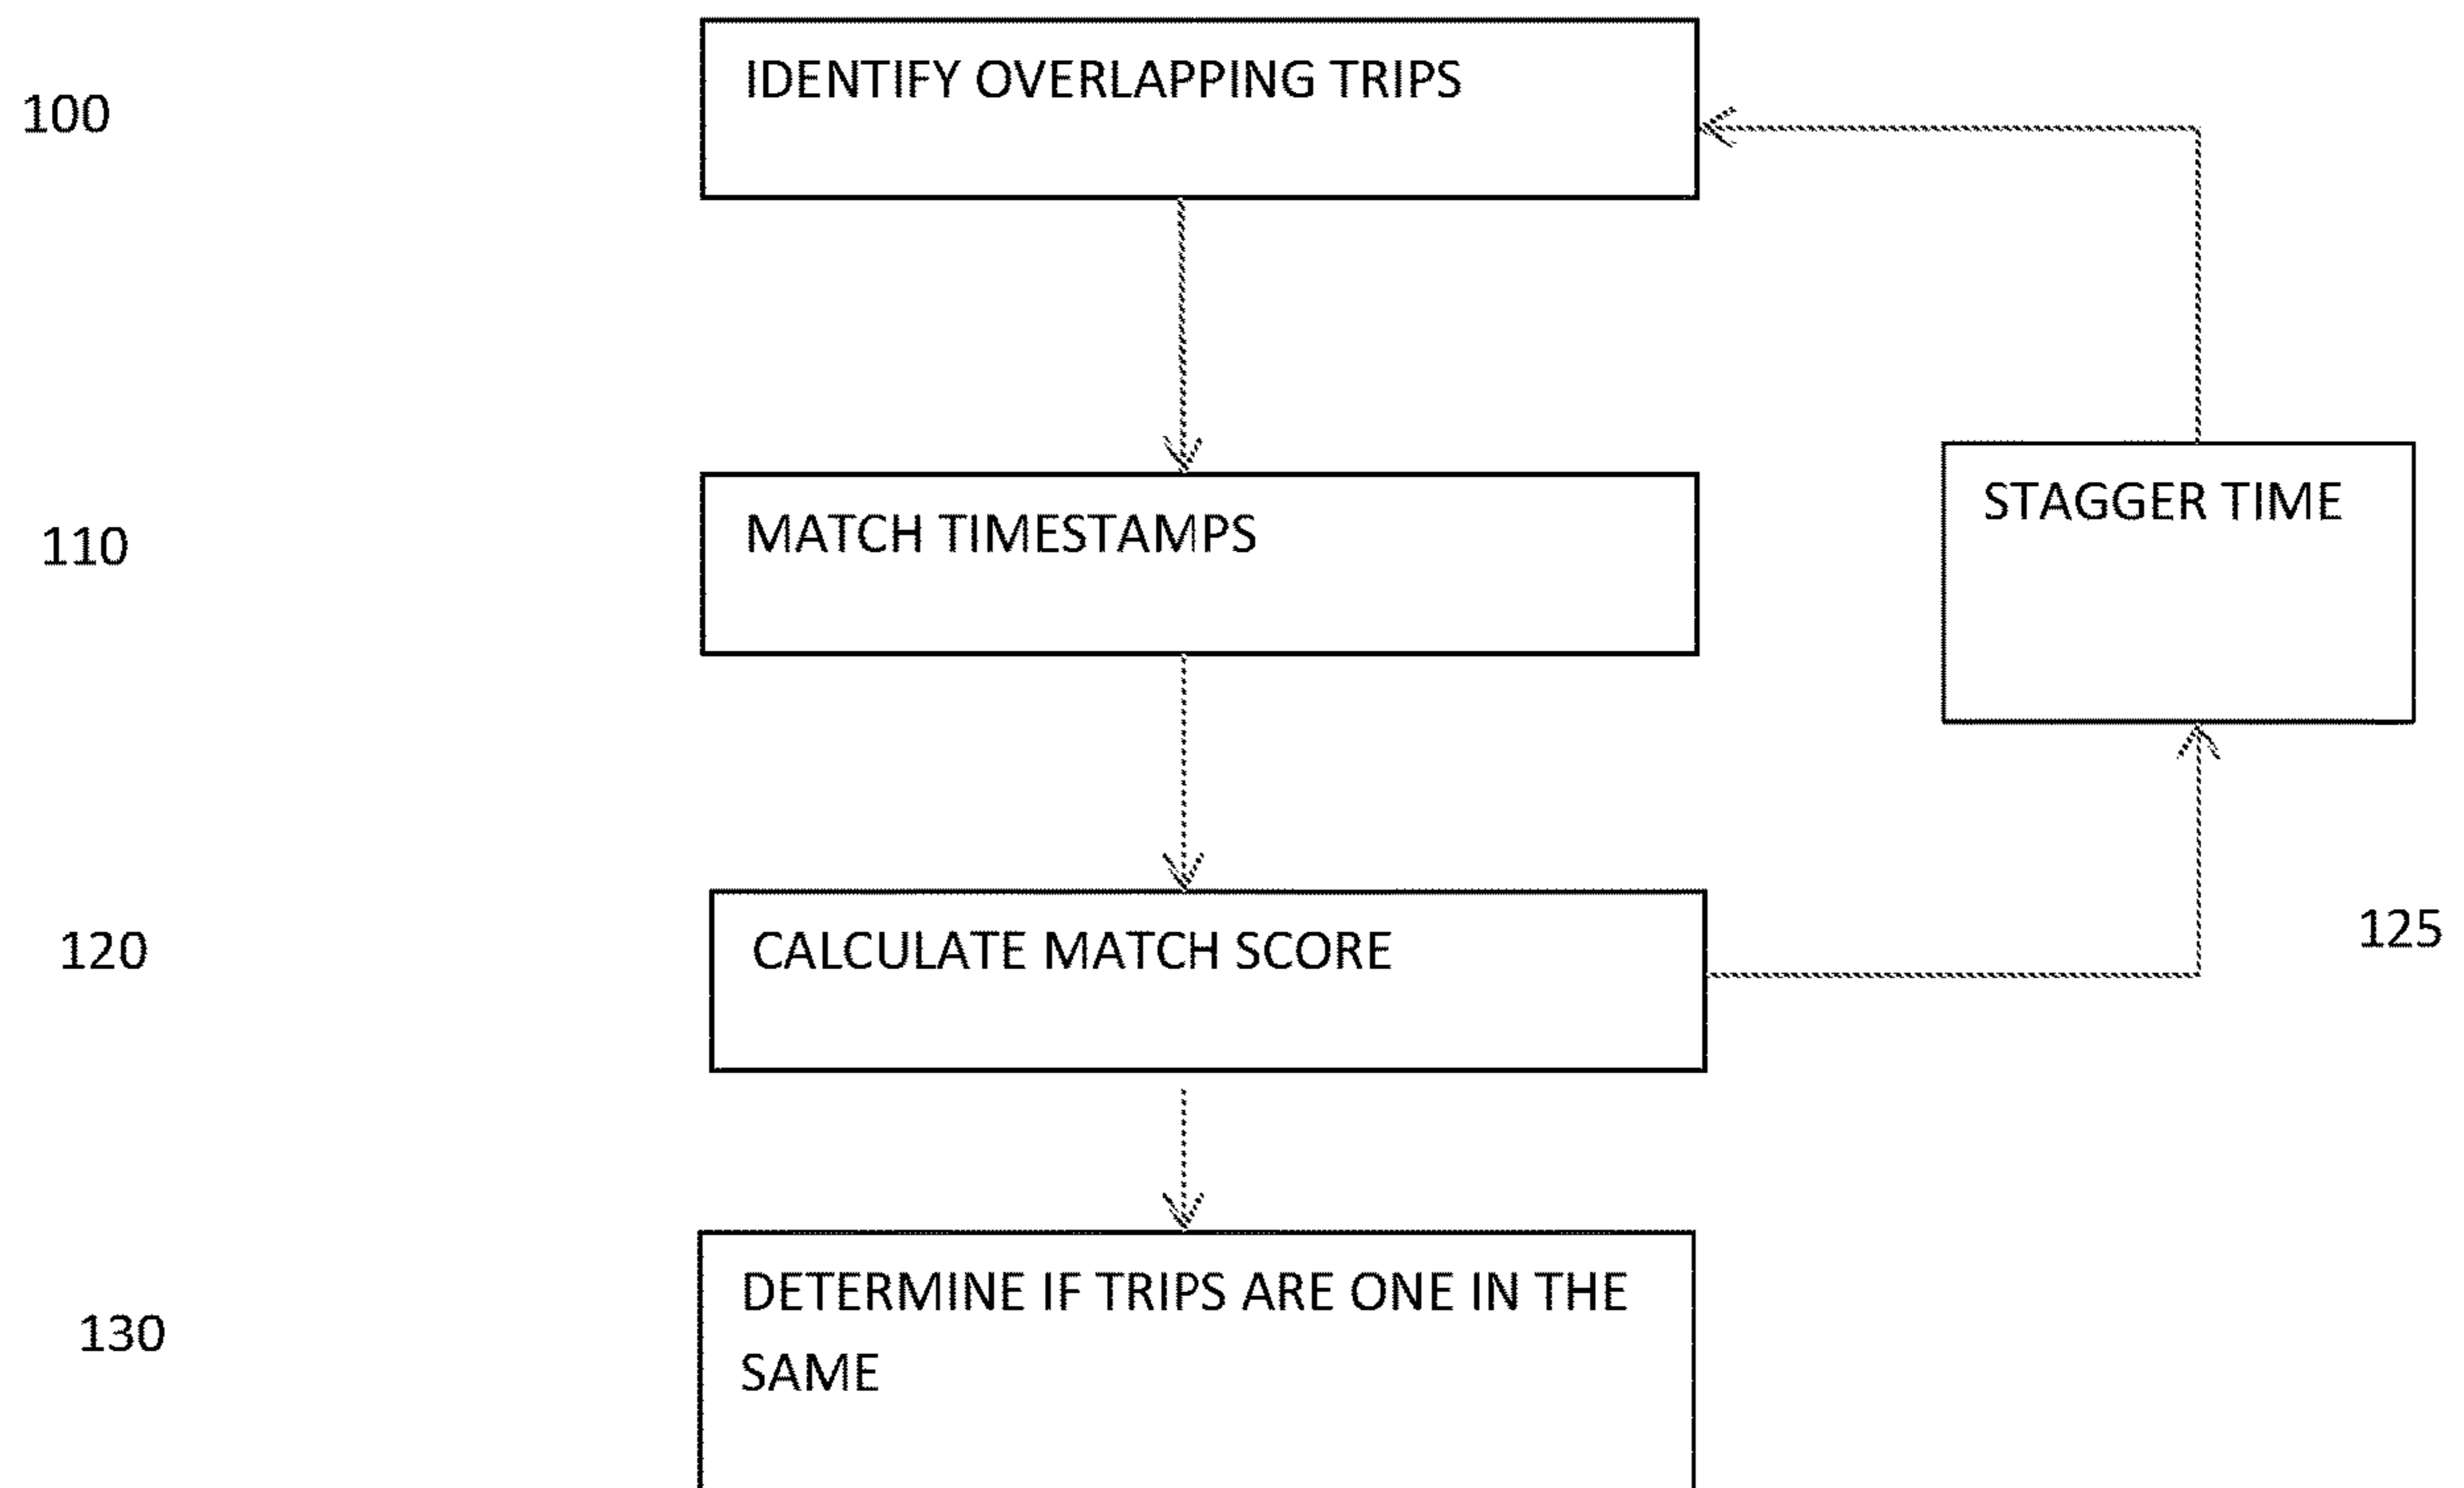 100
IDENTIFY OVERLAPPING TRIPS
110
MATCH TIMESTAMPS
STAGGER TIME
120
CALCULATE MATCH SCORE
125
130
DETERMINE IF TRIPS ARE ONE IN THE
SAME